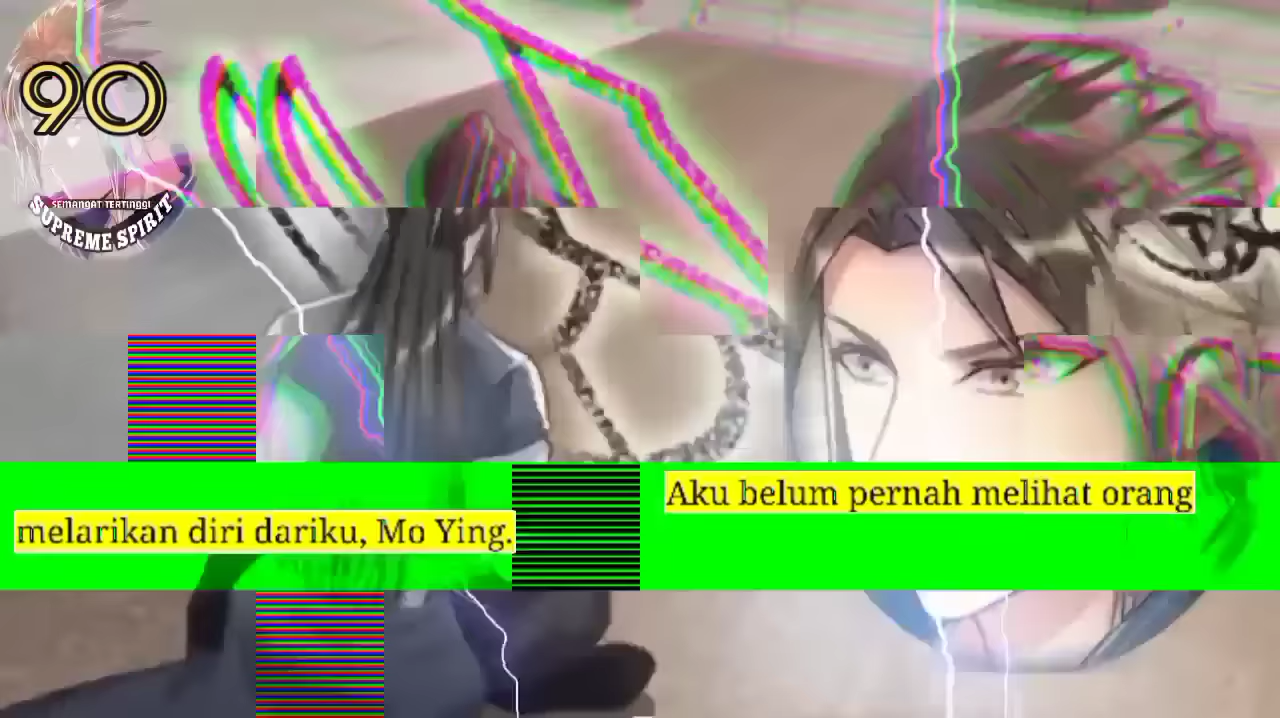 90
SEMANGAT TERTINGGI
SUPREME SPIRIT
Aku belum pernah melihat orang
melarikan diri dariku, Mo Ying.